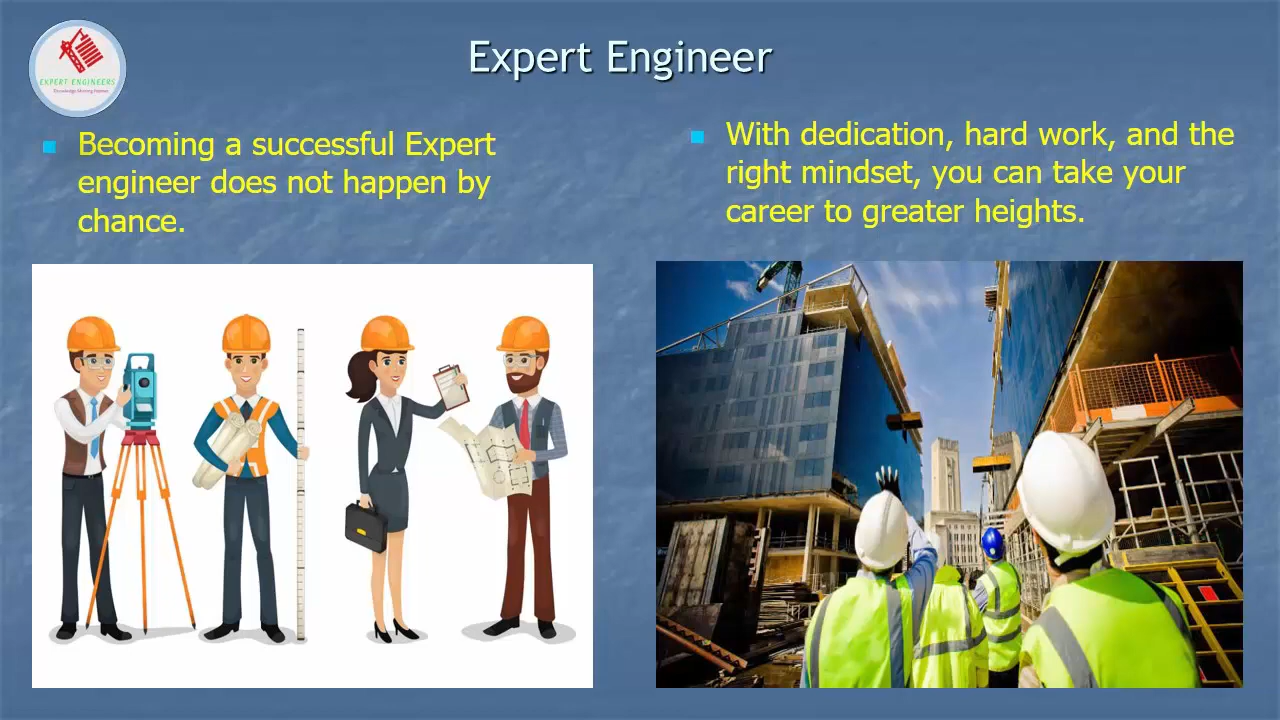 Expert Engineer
EXPERT ENGINEERS
Becoming a successful Expert
engineer does not happen by
chance.
With dedication, hard work, and the
right mindset, you can take your
career to greater heights.